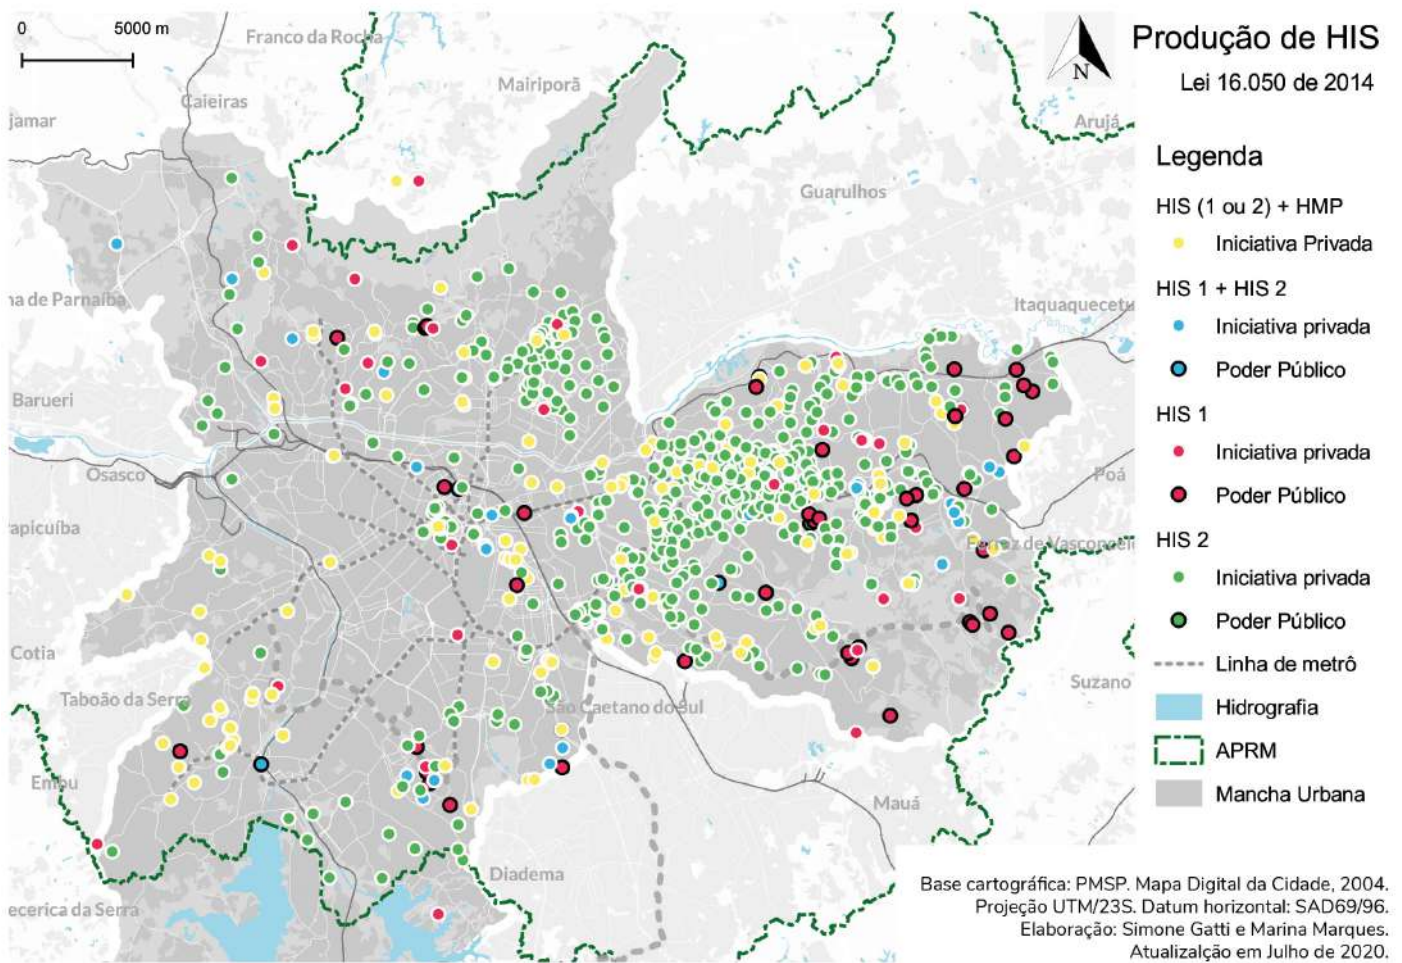 0 5000 m
Franco da Rocha
Mairiporã
Caieiras
jamar
Arujá
Guarulhos
na de Parnaíba
Itaquaquecetu
Barueri
Osasco
Poá
rapicuíba
Ferraz de Vasconcelo
Cotia
Taboão da Serra
Suzano
São Caetano do Sul
Embu
Mauá
Diadema
ecerica da Serra
N
Produção de HIS
Lei 16.050 de 2014
Legenda
HIS (1 ou 2) + HMP
Iniciativa Privada
HIS 1 + HIS 2
Iniciativa privada
Poder Público
HIS 1
Iniciativa privada
Poder Público
HIS 2
Iniciativa privada
Poder Público
Linha de metrô
Hidrografia
APRM
Mancha Urbana
Base cartográfica: PMSP. Mapa Digital da Cidade, 2004.
Projeção UTM/23S. Datum horizontal: SAD69/96.
Elaboração: Simone Gatti e Marina Marques.
Atualizalção em Julho de 2020.